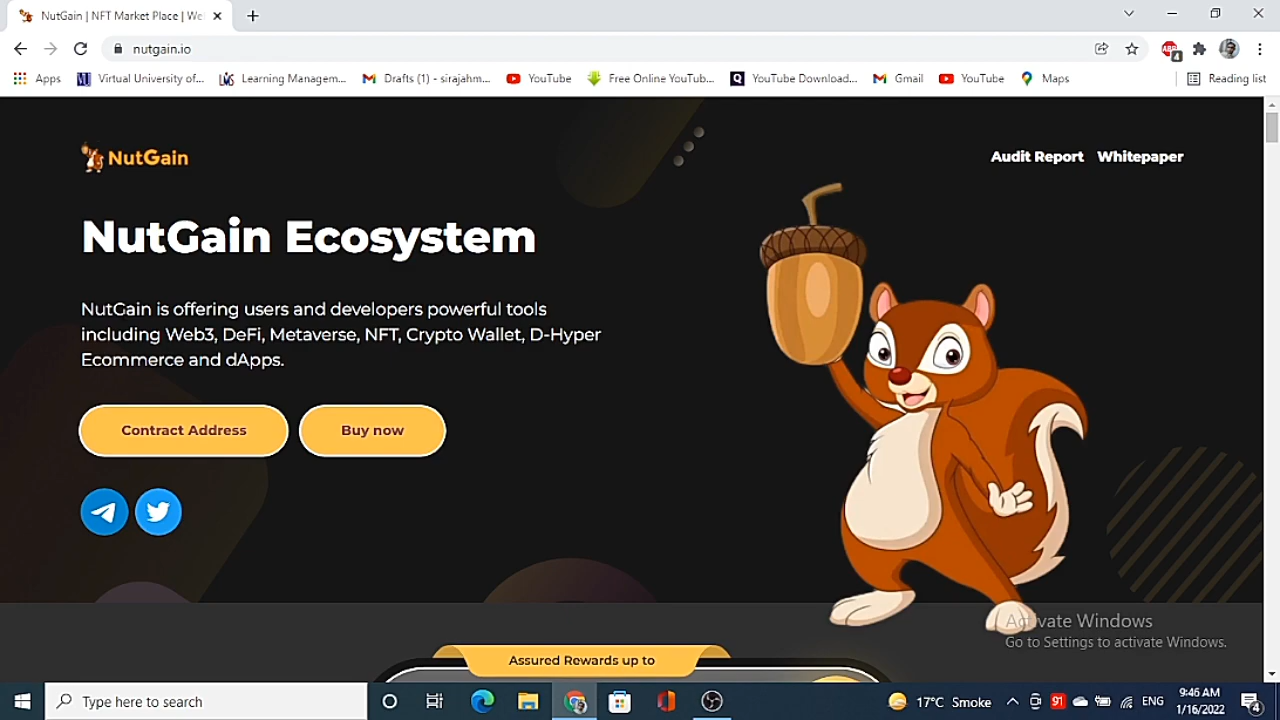 NutGain | NFT Market Place | We
nutgain.io
Apps
Virtual University of...
Learning Managem...
Drafts (1) - sirajahm...
YouTube
Free Online YouTub...
YouTube Download...
Gmail
YouTube
Maps
Reading list
NutGain
Audit Report
Whitepaper
NutGain Ecosystem
NutGain is offering users and developers powerful tools
including Web3, DeFi, Metaverse, NFT, Crypto Wallet, D-Hyper
Ecommerce and dApps.
Contract Address
Buy now
Activate Windows
Go to Settings to activate Windows.
Assured Rewards up to
Type here to search
17°C Smoke
91
ENG
9:46 AM
1/16/2022
4